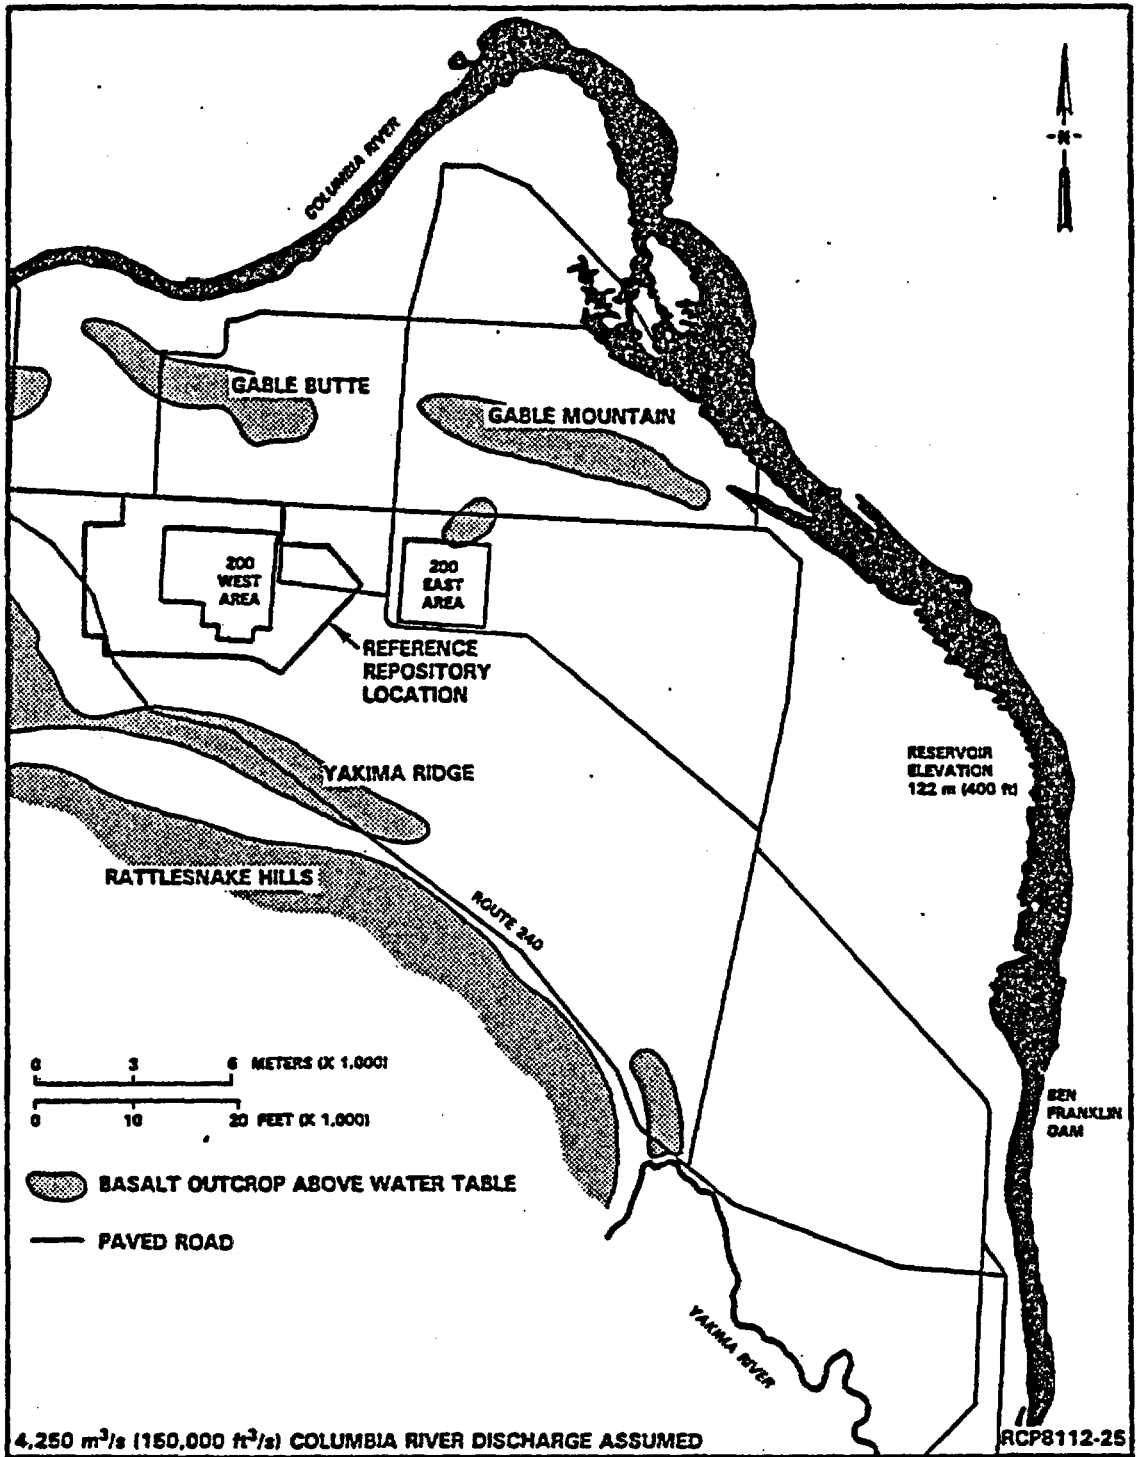 COLUMBIA RIVER
-N-
GABLE BUTTE
GABLE MOUNTAIN
200
WEST
AREA
200
EAST
AREA
REFERENCE
REPOSITORY
LOCATION
YAKIMA RIDGE
RESERVOIR
ELEVATION
122 m (400 ft)
RATTLESNAKE HILLS
ROUTE 240
0 3 6 METERS (X 1,000)
0 10 20 FEET (X 1,000)
BEN
FRANKLIN
DAM
BASALT OUTCROP ABOVE WATER TABLE
PAVED ROAD
YAKIMA RIVER
4,250 m³/s (150,000 ft³/s) COLUMBIA RIVER DISCHARGE ASSUMED
RCP8112-25